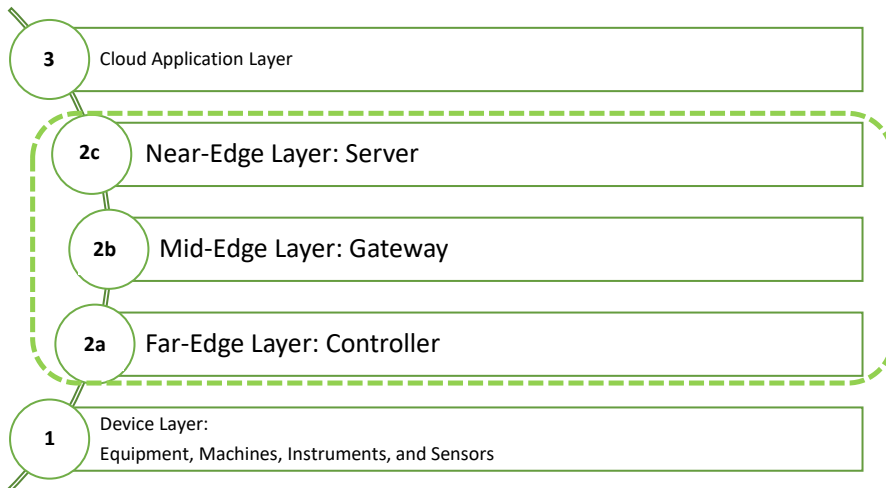 3
Cloud Application Layer
2c
Near-Edge Layer: Server
2b
Mid-Edge Layer: Gateway
2a
Far-Edge Layer: Controller
1
Device Layer:
Equipment, Machines, Instruments, and Sensors